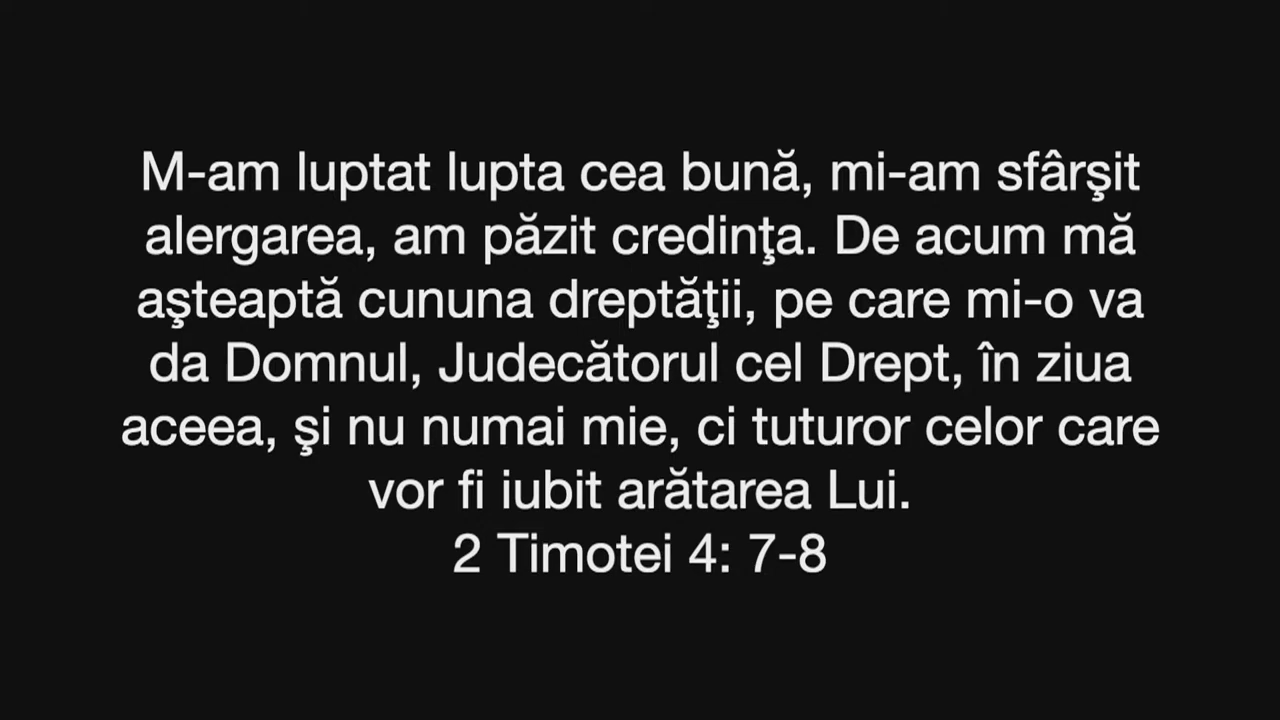 M-am luptat lupta cea bună, mi-am sfârşit
alergarea, am păzit credinţa. De acum mă
aşteaptă cununa dreptăţii, pe care mi-o va
da Domnul, Judecătorul cel Drept, în ziua
aceea, şi nu numai mie, ci tuturor celor care
vor fi iubit arătarea Lui.
2 Timotei 4: 7-8